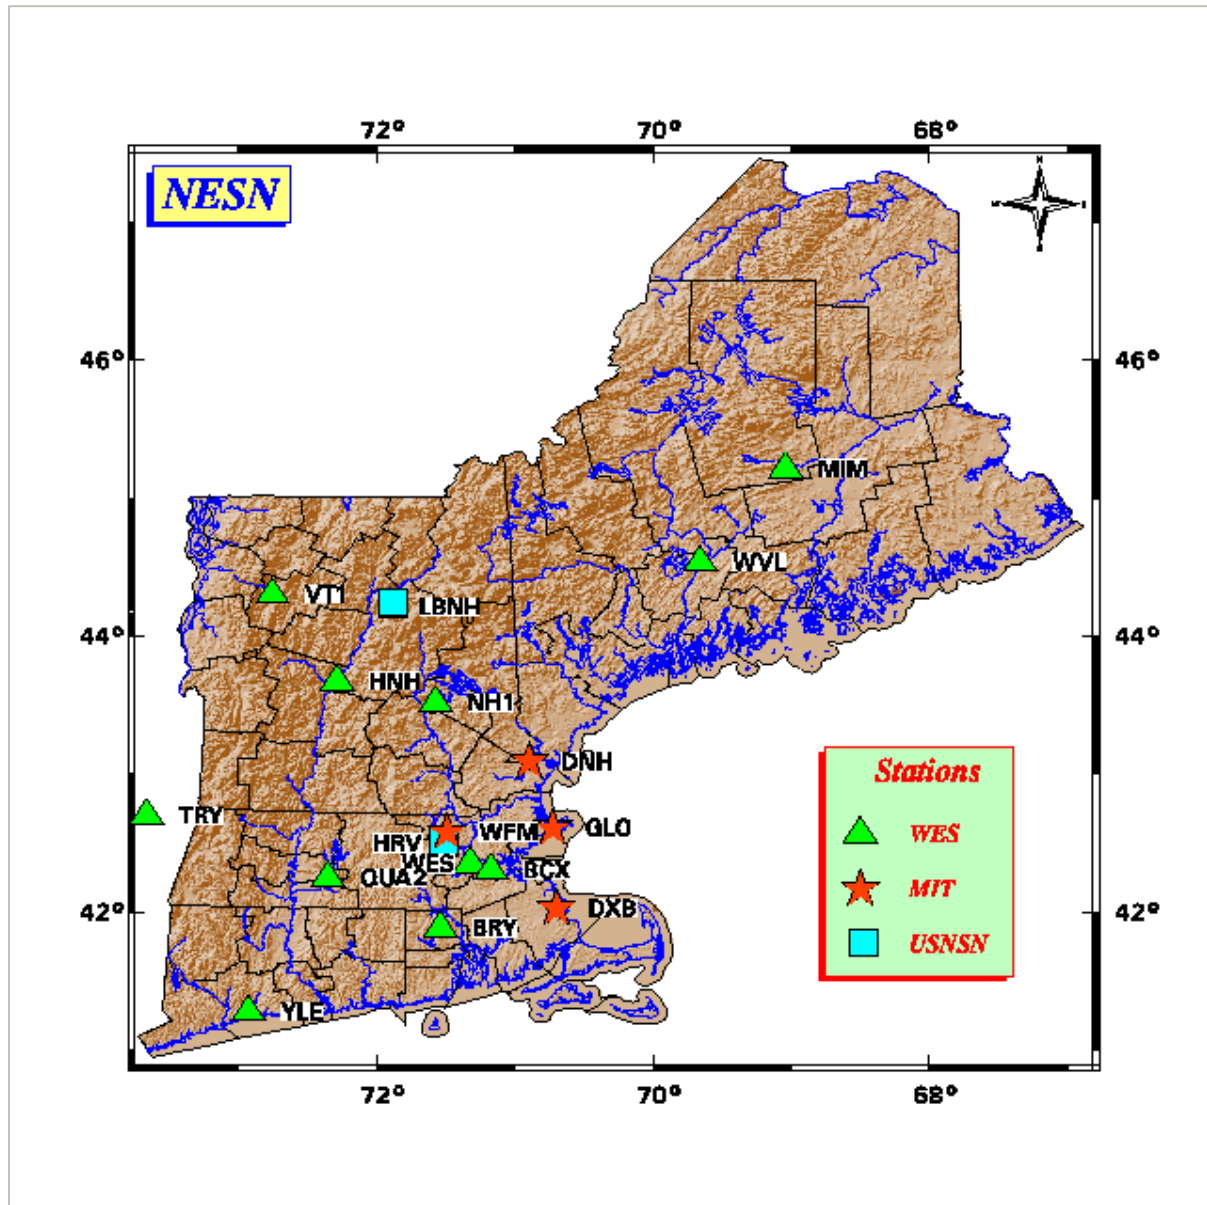 72° 70° 68°
NESN
46° 46°
MIM
WVL
VT1
LBNH
44° 44°
HNH
NH1
DNH
Stations
TRY
GLO
WFM
WES
HRV
WES
BCX
QUA2
MIT
42° DXB 42°
BRY
USNSN
YLE
72° 70° 68°